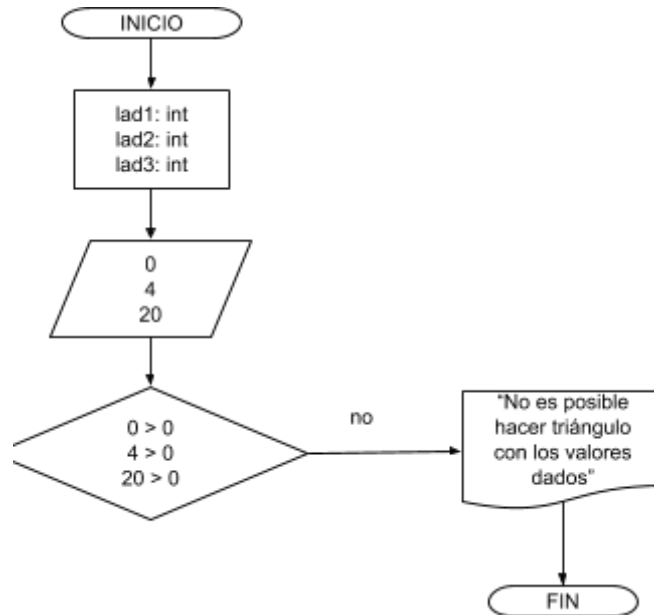 INICIO
lad1: int
lad2: int
lad3: int
0
4
20
0 > 0
4 > 0
20 > 0
no
“No es posible
hacer triángulo
con los valores
dados”
FIN